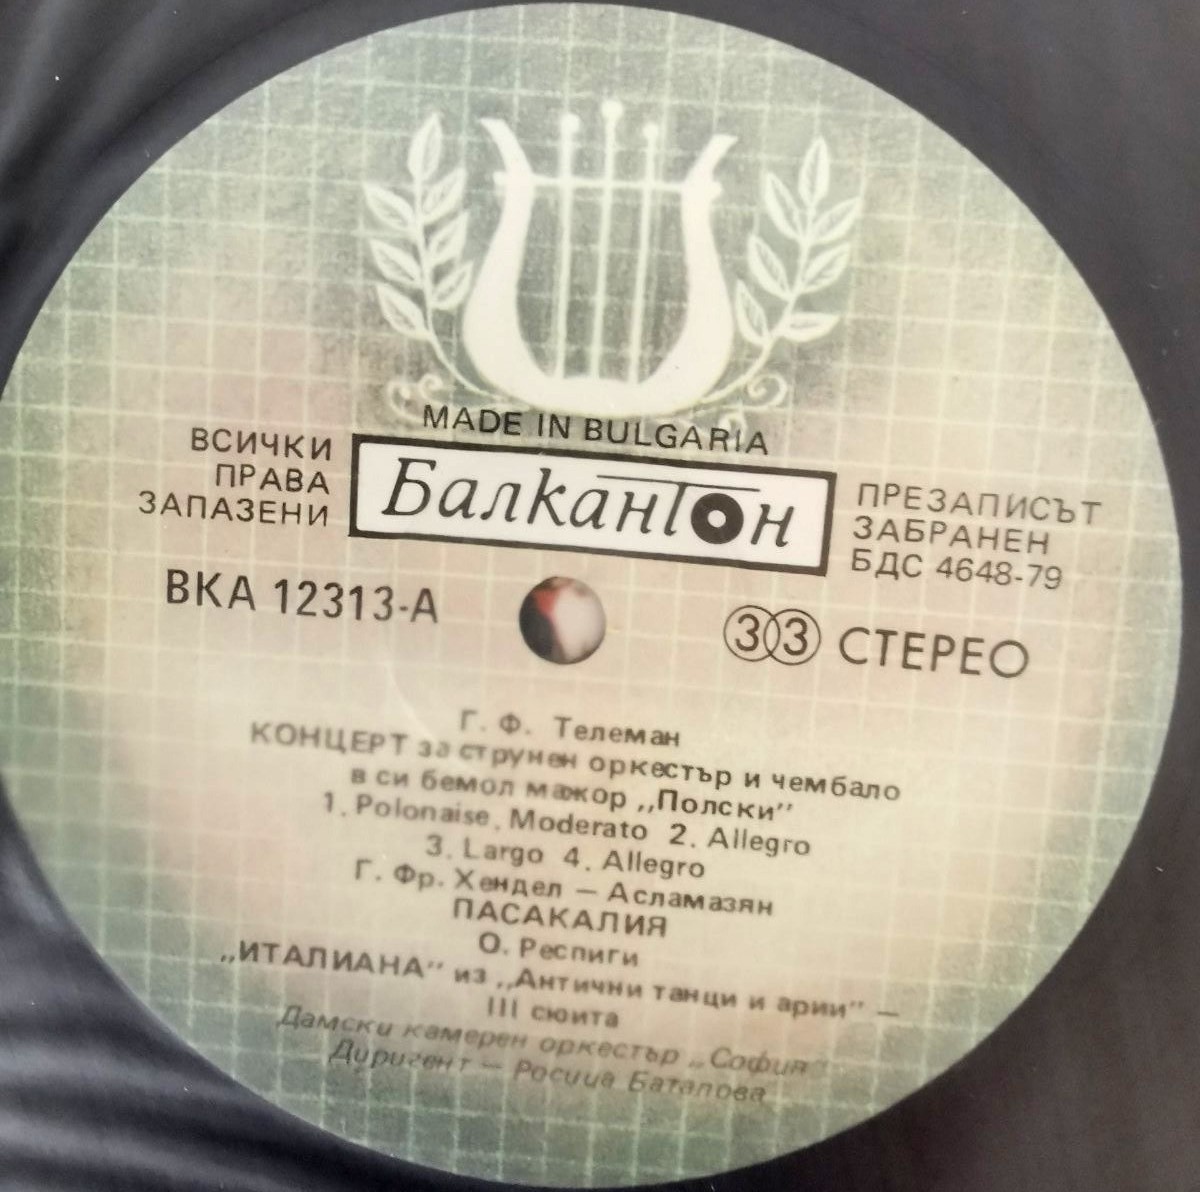 MADE IN BULGARIA
ВСИЧКИ
ПРАВА
ЗАПАЗЕНИ
Балкантон
ПРЕЗАПИСЪТ
ЗАБРАНЕН
БДС 4648-79
ВКА 12313-А
33 СТЕРЕО
Г. Ф. Телеман
КОНЦЕРТ за струнен оркестър и чембало
в си бемол мажор „Полски"
1. Polonaise, Moderato 2. Allegro
3. Largo 4. Allegro
Г. Фр. Хендел — Асламазян
ПАСАКАЛИЯ
О. Респиги
„ИТАЛИАНА" из „Антични танци и арии" —
III сюита
Дамски камерен оркестър „София"
Диригент — Росица Баталова